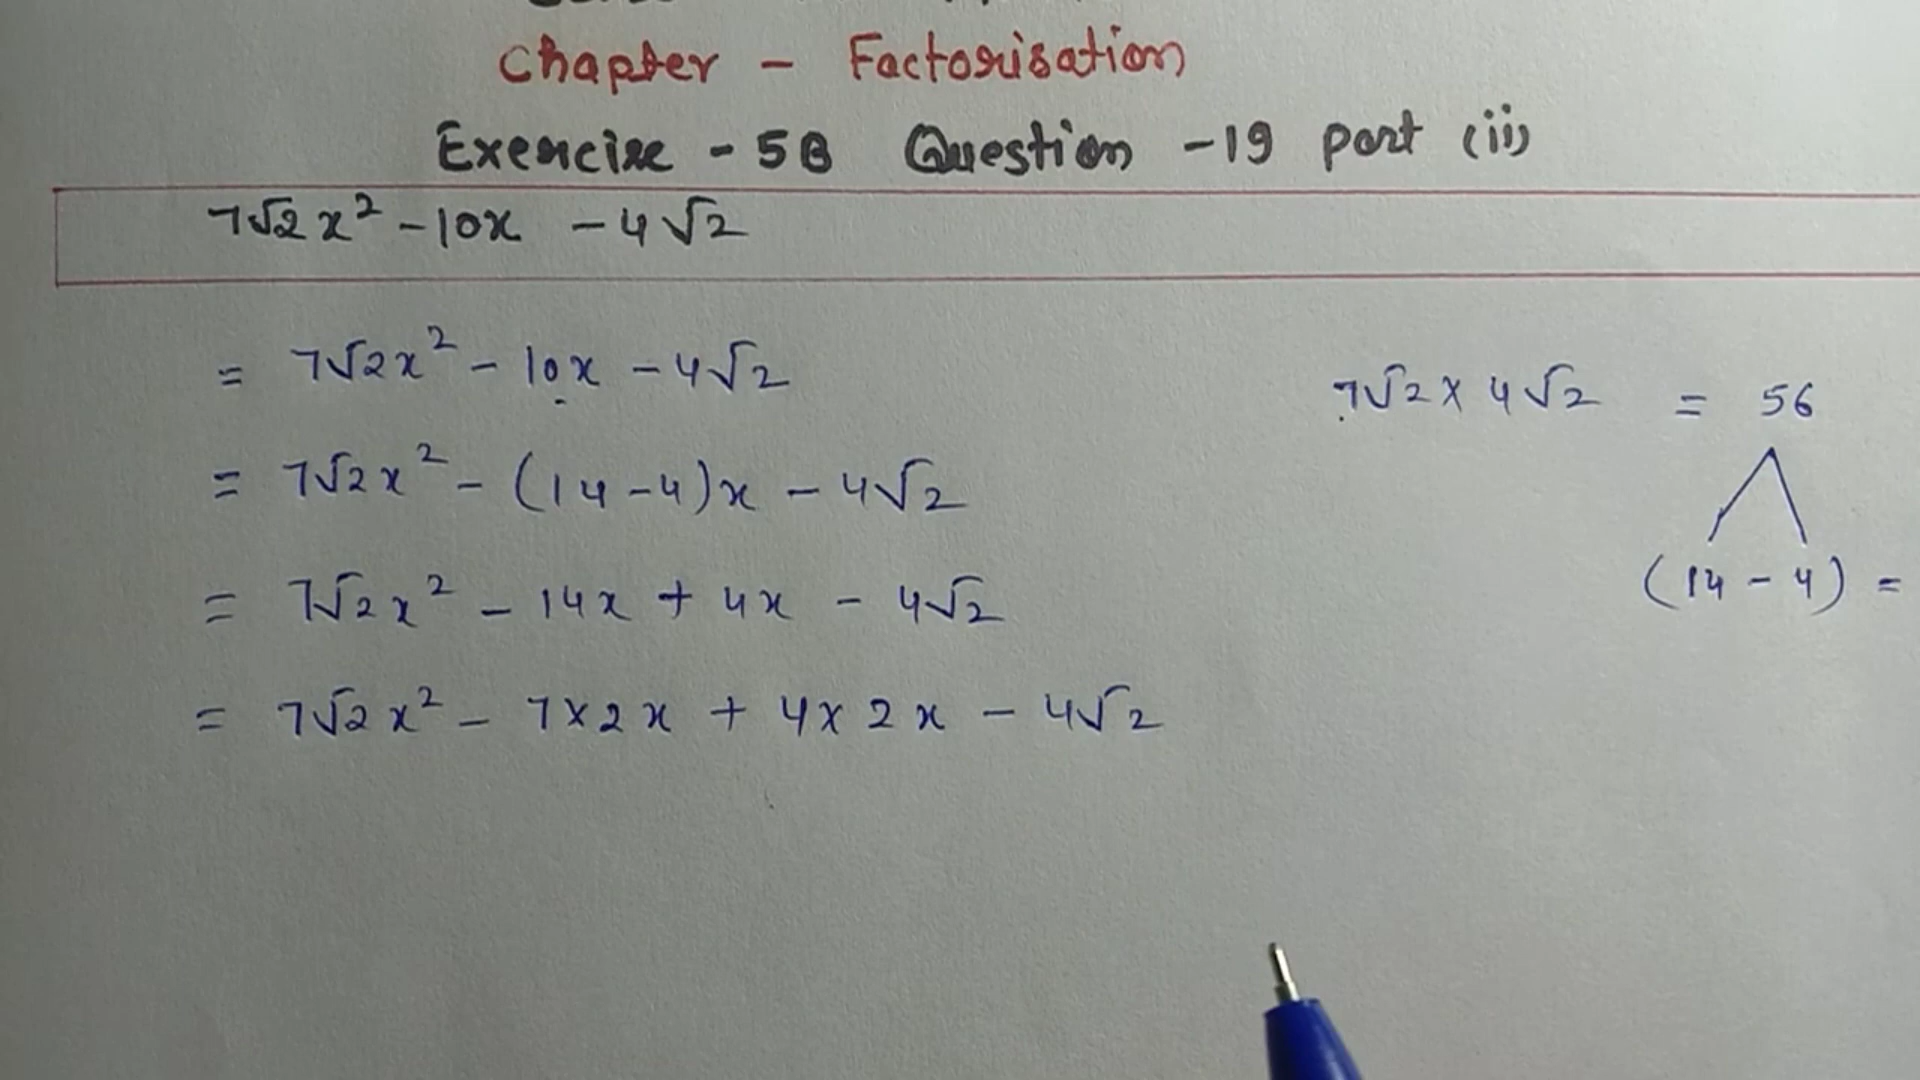 Chapter - Factorisation
Exercise - 5B Question -19 part (ii)
7√2x² -10x -4√2
= 7√2x² - 10x - 4√2
7√2 × 4√2 = 56
= 7√2x² - (14-4)x - 4√2
(14 - 4) =
= 7√2x² - 14x + 4x - 4√2
= 7√2x² - 7×2x + 4×2x - 4√2